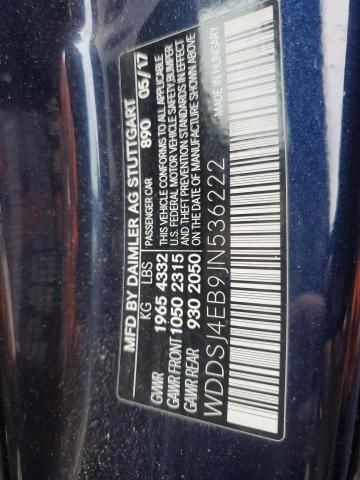 MFD BY DAIMLER AG STUTTGART
PASSENGER CAR 890 05/17
KG LBS
GVWR 1965 4332
GAWR FRONT 1050 2315
GAWR REAR 930 2050
THIS VEHICLE CONFORMS TO ALL APPLICABLE
U.S. FEDERAL MOTOR VEHICLE SAFETY BUMPER
AND THEFT PREVENTION STANDARDS IN EFFECT
ON THE DATE OF MANUFACTURE SHOWN ABOVE
WDDSJ4EB9JN536222
MADE IN HUNGARY